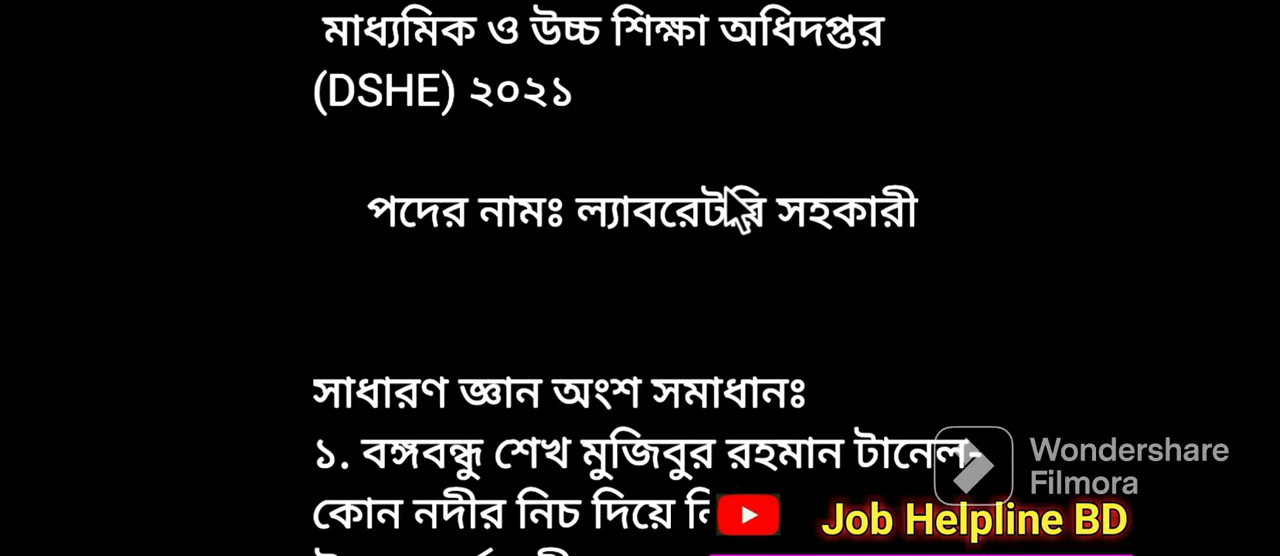 মাধ্যমিক ও উচ্চ শিক্ষা অধিদপ্তর
(DSHE) ২০২১
পদের নামঃ ল্যাবরেটরি সহকারী
সাধারণ জ্ঞান অংশ সমাধানঃ
১. বঙ্গবন্ধু শেখ মুজিবুর রহমান টানেল-
কোন নদীর নিচ দিয়ে
Wondershare
Filmora
Job Helpline BD